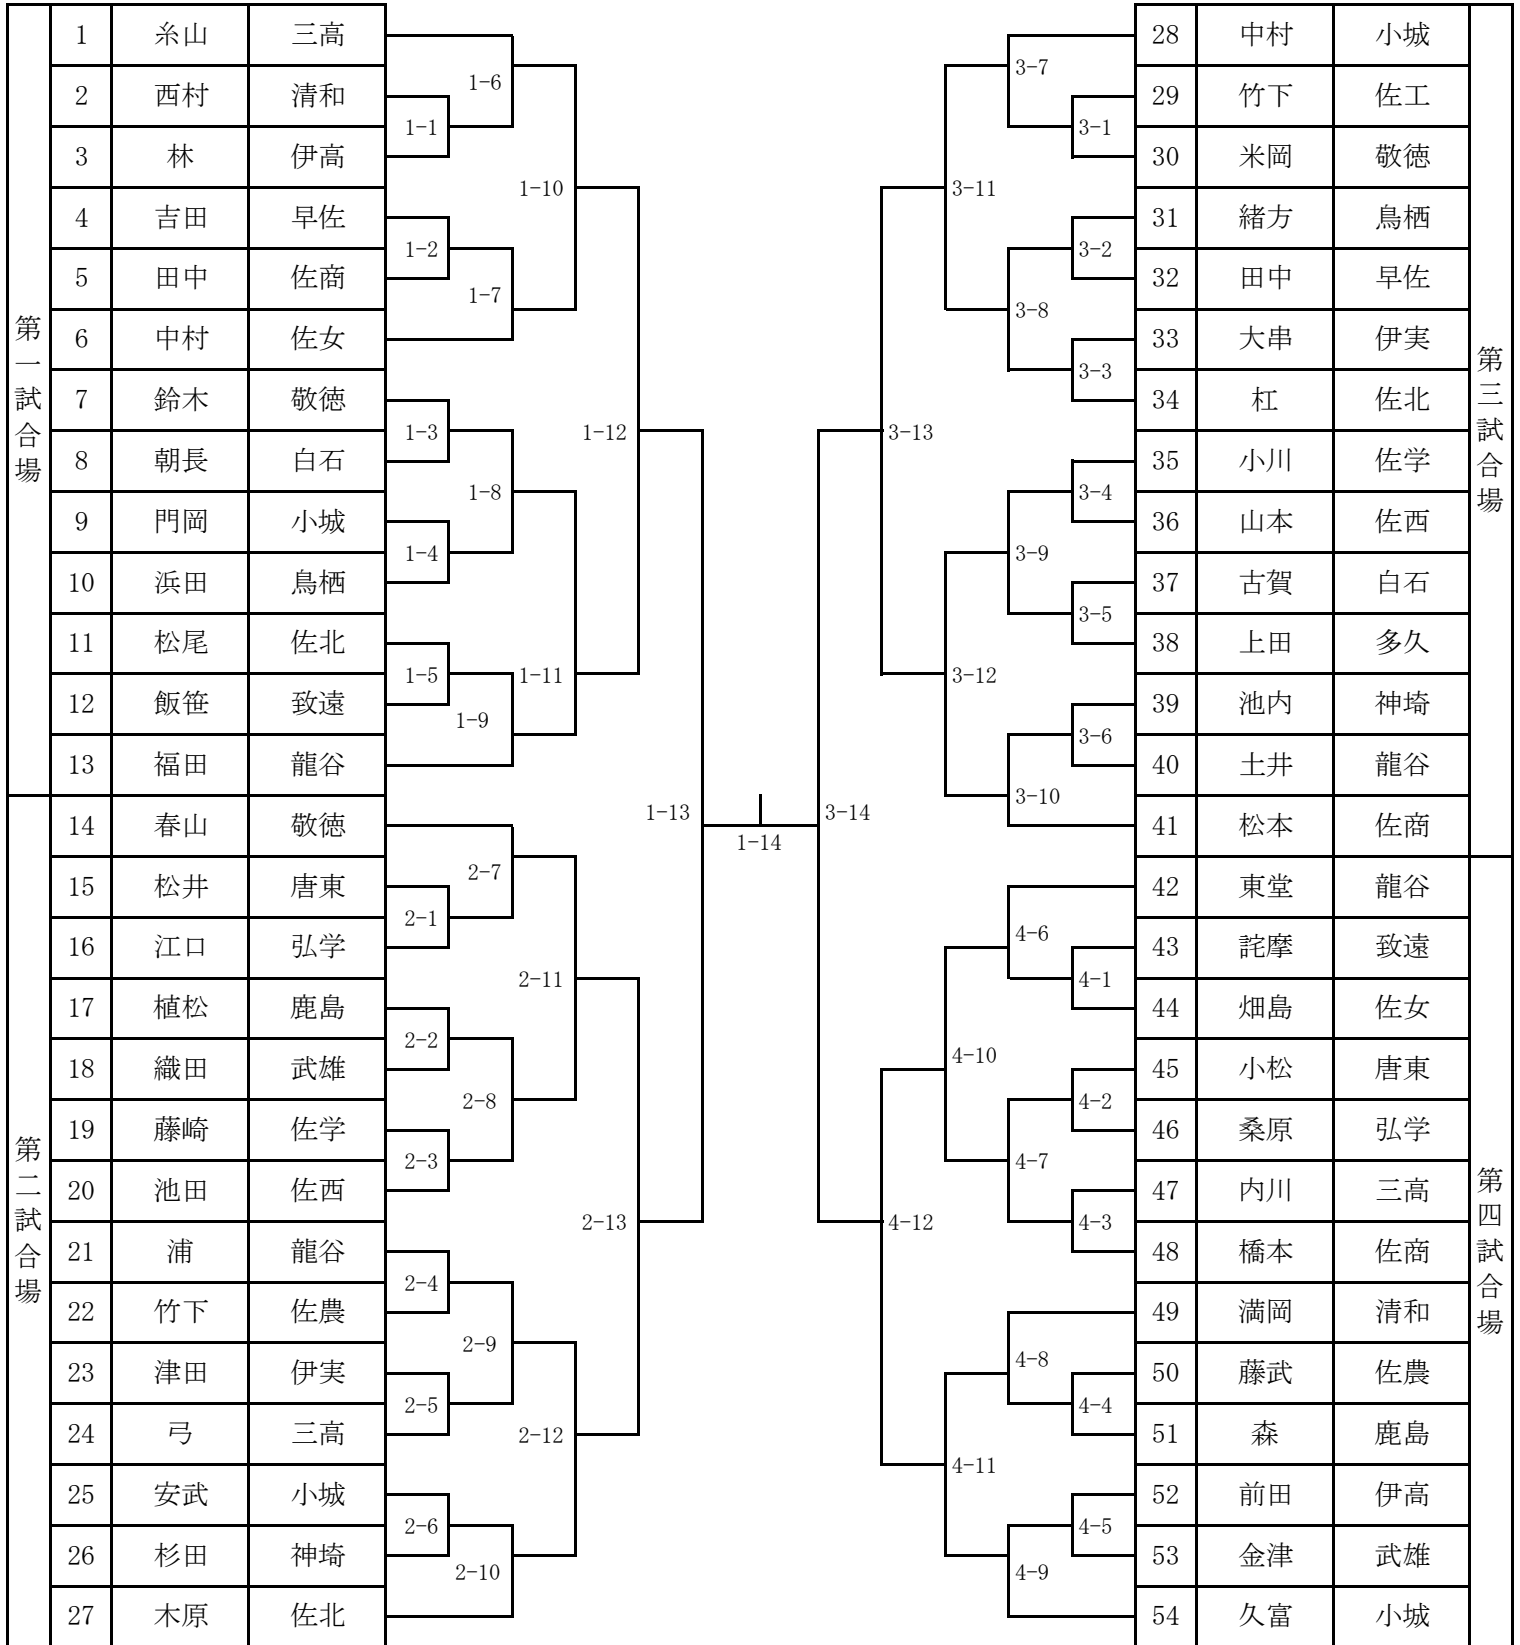 第一試合場
1 糸山 三高
2 西村 清和
3 林 伊高
4 吉田 早佐
5 田中 佐商
6 中村 佐女
7 鈴木 敬徳
8 朝長 白石
9 門岡 小城
10 浜田 鳥栖
11 松尾 佐北
12 飯笹 致遠
13 福田 龍谷
第二試合場
14 春山 敬徳
15 松井 唐東
16 江口 弘学
17 植松 鹿島
18 織田 武雄
19 藤崎 佐学
20 池田 佐西
21 浦 龍谷
22 竹下 佐農
23 津田 伊実
24 弓 三高
25 安武 小城
26 杉田 神埼
27 木原 佐北
1-1
1-2
1-3
1-4
1-5
2-1
2-2
2-3
2-4
2-5
2-6
1-6
1-7
1-8
1-9
2-7
2-8
2-9
2-10
1-10
1-11
2-11
2-12
1-12
2-13
1-13
1-14
3-14
3-13
4-12
3-11
3-12
4-10
4-11
3-7
3-8
3-9
3-10
4-6
4-7
4-8
4-9
3-1
3-2
3-3
3-4
3-5
3-6
4-1
4-2
4-3
4-4
4-5
28 中村 小城
29 竹下 佐工
30 米岡 敬徳
31 緒方 鳥栖
32 田中 早佐
33 大串 伊実
34 杠 佐北
35 小川 佐学
36 山本 佐西
37 古賀 白石
38 上田 多久
39 池内 神埼
40 土井 龍谷
41 松本 佐商
第三試合場
42 東堂 龍谷
43 詫摩 致遠
44 畑島 佐女
45 小松 唐東
46 桑原 弘学
47 内川 三高
48 橋本 佐商
49 満岡 清和
50 藤武 佐農
51 森 鹿島
52 前田 伊高
53 金津 武雄
54 久富 小城
第四試合場